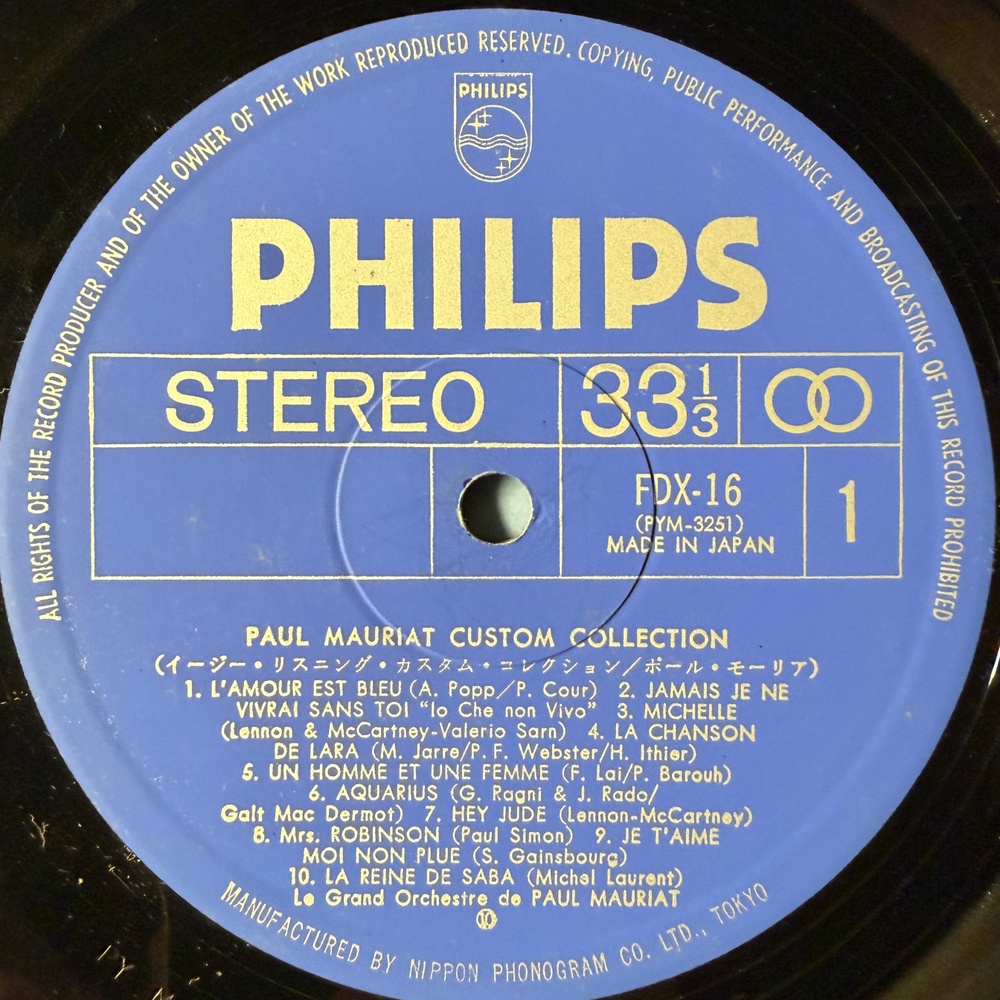 ALL RIGHTS OF THE RECORD PRODUCER AND OF THE OWNER OF THE WORK REPRODUCED RESERVED. COPYING, PUBLIC PERFORMANCE AND BROADCASTING OF THIS RECORD PROHIBITED
PHILIPS
PHILIPS
STEREO 33 1/3
FDX-16
(PYM-3251)
MADE IN JAPAN
1
PAUL MAURIAT CUSTOM COLLECTION
(イージー・リスニング・カスタム・コレクション/ポール・モーリア)
1. L'AMOUR EST BLEU (A. Popp/P. Cour) 2. JAMAIS JE NE
VIVRAI SANS TOI "Io Che non Vivo" 3. MICHELLE
(Lennon & McCartney-Valerio Sarn) 4. LA CHANSON
DE LARA (M. Jarre/P. F. Webster/H. Ithier)
5. UN HOMME ET UNE FEMME (F. Lai/P. Barouh)
6. AQUARIUS (G. Ragni & J. Rado/
Galt Mac Dermot) 7. HEY JUDE (Lennon-McCartney)
8. Mrs. ROBINSON (Paul Simon) 9. JE T'AIME
MOI NON PLUE (S. Gainsbourg)
10. LA REINE DE SABA (Michel Laurent)
Le Grand Orchestre de PAUL MAURIAT
10
MANUFACTURED BY NIPPON PHONOGRAM CO. LTD., TOKYO